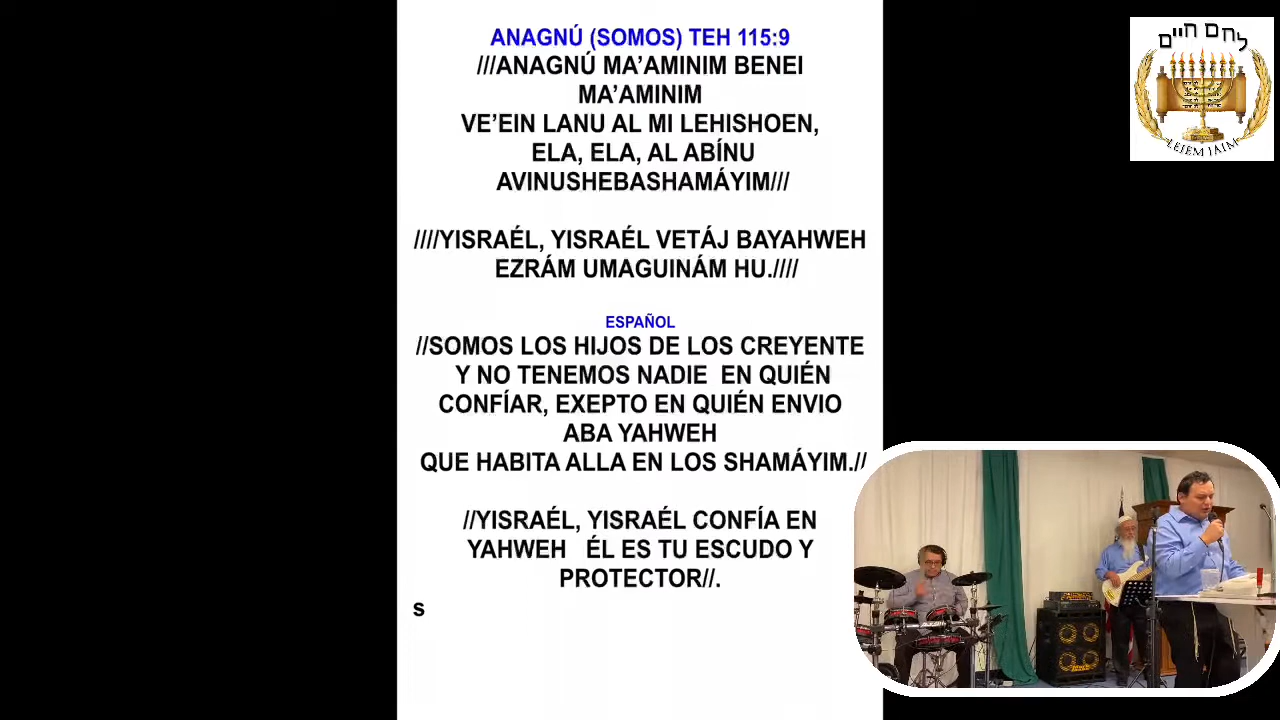 ANAGNÚ (SOMOS) TEH 115:9
///ANAGNÚ MA’AMINIM BENEI
MA’AMINIM
VE’EIN LANU AL MI LEHISHOEN,
ELA, ELA, AL ABÍNU
AVINUSHEBASHAMÁYIM///
////YISRAÉL, YISRAÉL VETÁJ BAYAHWEH
EZRÁM UMAGUINÁM HU.////
ESPAÑOL
//SOMOS LOS HIJOS DE LOS CREYENTE
Y NO TENEMOS NADIE EN QUIÉN
CONFÍAR, EXEPTO EN QUIÉN ENVIO
ABA YAHWEH
QUE HABITA ALLA EN LOS SHAMÁYIM.//
//YISRAÉL, YISRAÉL CONFÍA EN
YAHWEH ÉL ES TU ESCUDO Y
PROTECTOR//.
S
לחם חיים
LEJEM JAIM